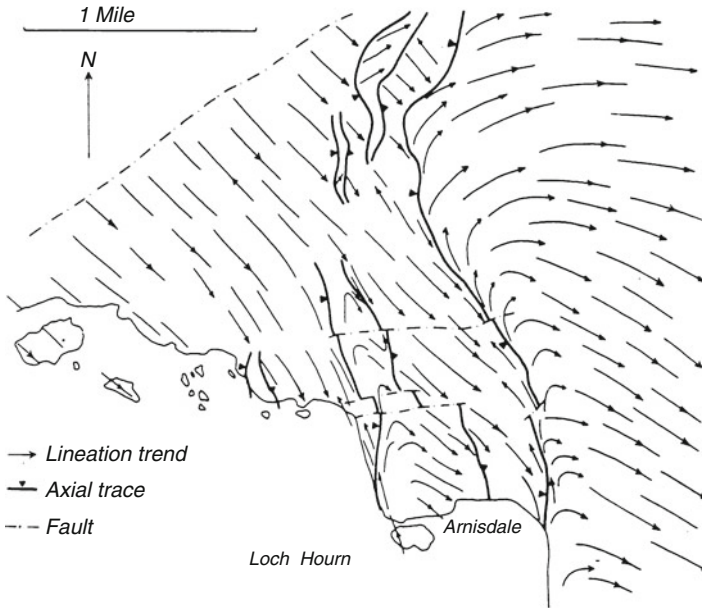 1 Mile
N
Lineation trend
Axial trace
Fault
Arnisdale
Loch Hourn